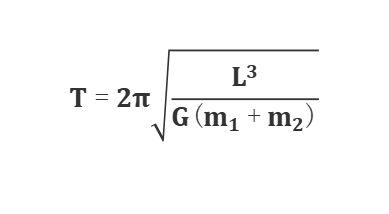 T = 2π √(L³ / G(m₁ + m₂))